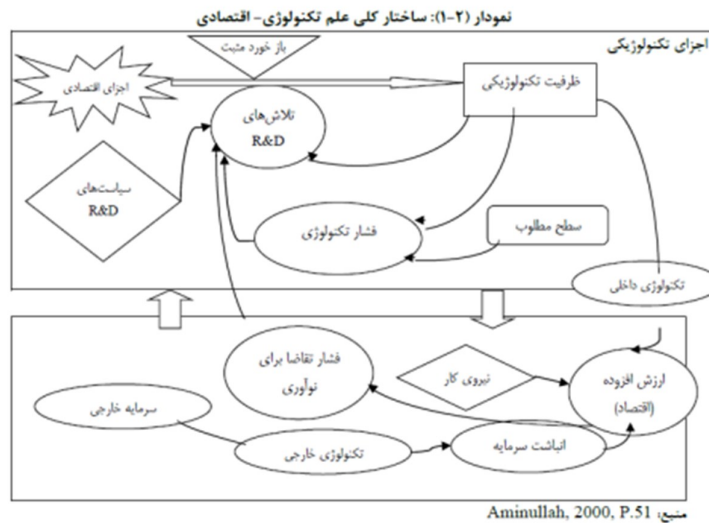 نمودار (۲-۱): ساختار کلی علم تکنولوژی- اقتصادی
اجزای تکنولوژیکی
باز خورد مثبت
اجزای اقتصادی
ظرفیت تکنولوژیکی
تلاش‌های
R&D
سیاست‌های
R&D
فشار تکنولوژی
سطح مطلوب
تکنولوژی داخلی
فشار تقاضا برای
نوآوری
نیروی کار
ارزش افزوده
(اقتصاد)
سرمایه خارجی
تکنولوژی خارجی
انباشت سرمایه
منبع: Aminullah, 2000, P.51